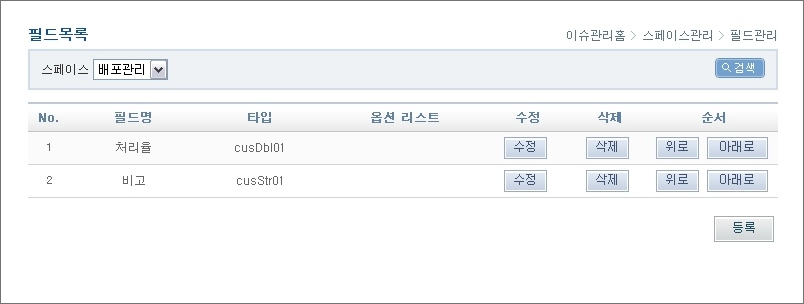 필드목록
이슈관리홈 > 스페이스관리 > 필드관리
스페이스 배포관리 검색
No. 필드명 타입 옵션 리스트 수정 삭제 순서
1 처리율 cusDbl01 수정 삭제 위로 아래로
2 비고 cusStr01 수정 삭제 위로 아래로
등록